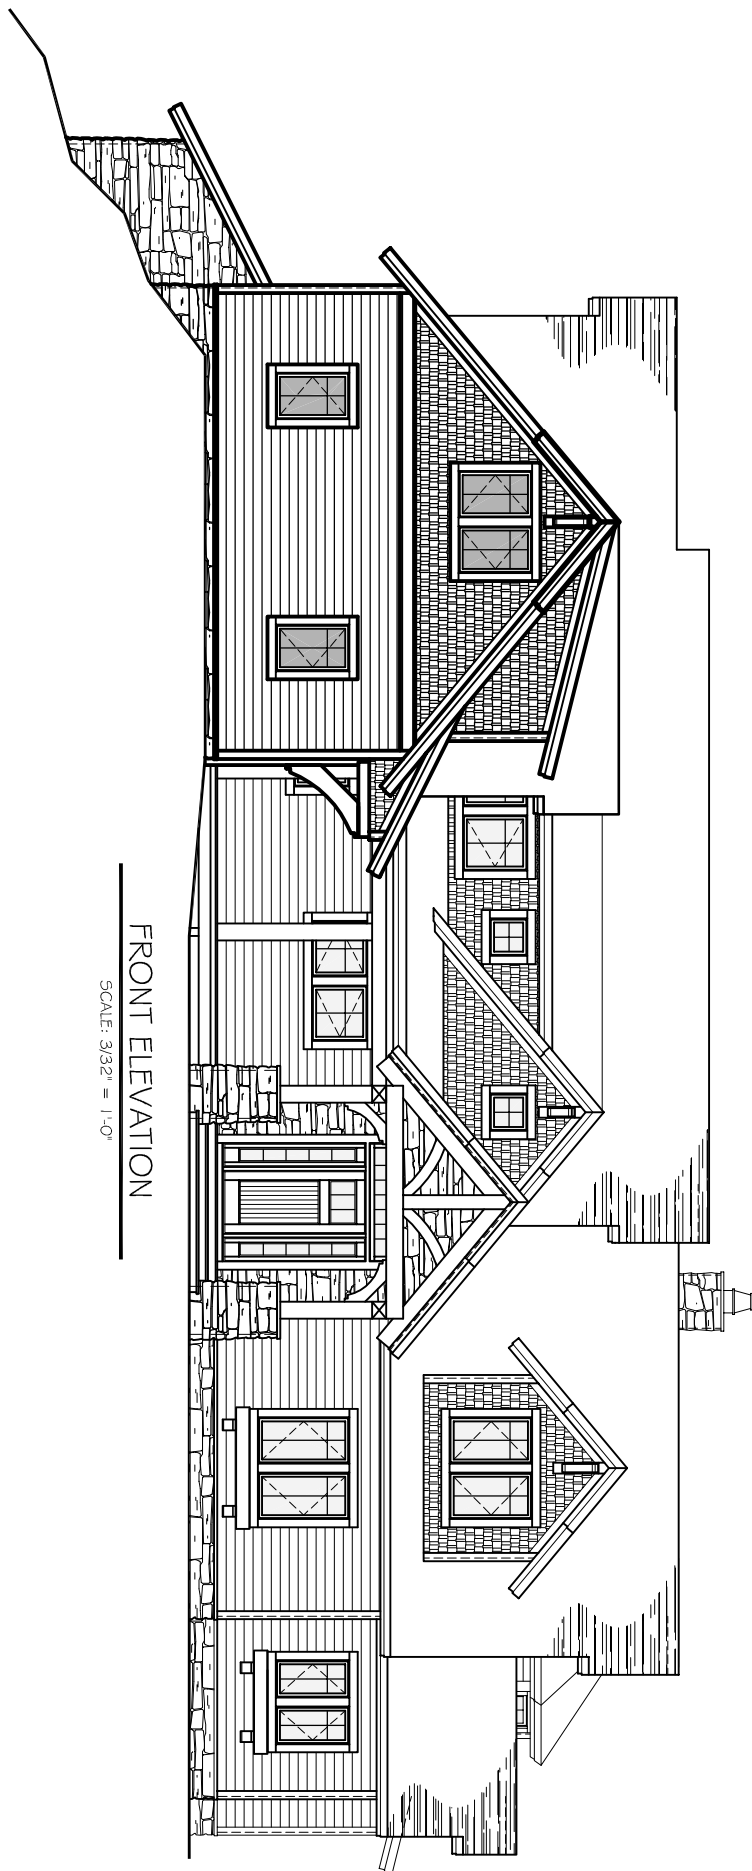 FRONT ELEVATION
SCALE: 3/32" = 1'-0"